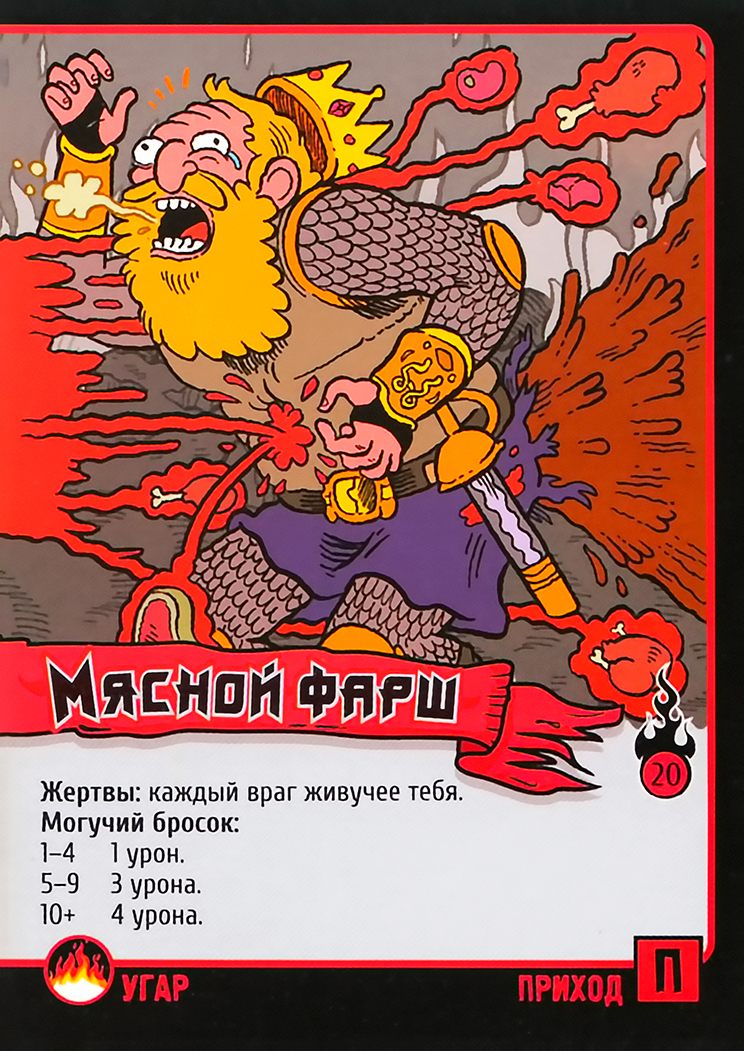 Мясной фарш
20
Жертвы: каждый враг живучее тебя.
Могучий бросок:
1–4 1 урон.
5–9 3 урона.
10+ 4 урона.
УГАР
ПРИХОД П